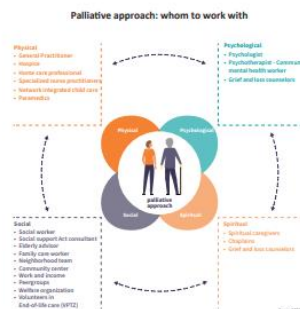 Palliative approach: whom to work with
Physical
- General Practitioner
- Hospice
- Home care professional
- Specialized nurse practitioners
- Network integrated child care
- Paramedics
Psychological
- Psychologist
- Psychotherapist - Commun
mental health worker
- Grief and loss counselors
Physical
Psychological
palliative
approach
Social
Spiritual
Social
- Social worker
- Social support Act consultant
- Elderly advisor
- Family care worker
- Neighborhood team
- Community center
- Work and income
- Peergroups
- Welfare organization
- Volunteers in
End-of-life care (VPTZ)
Spiritual
- Spiritual caregivers
- Chaplains
- Grief and loss counselors